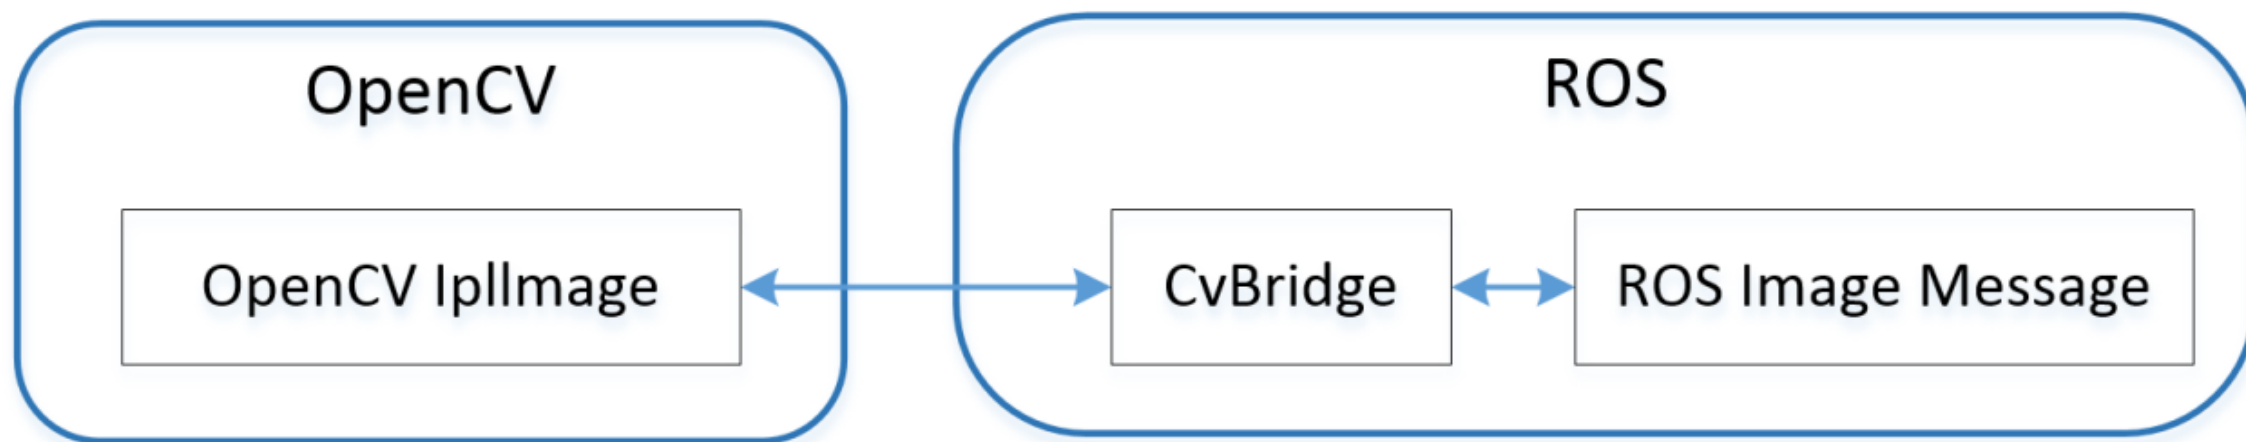 OpenCV
ROS
OpenCV IplImage
CvBridge
ROS Image Message